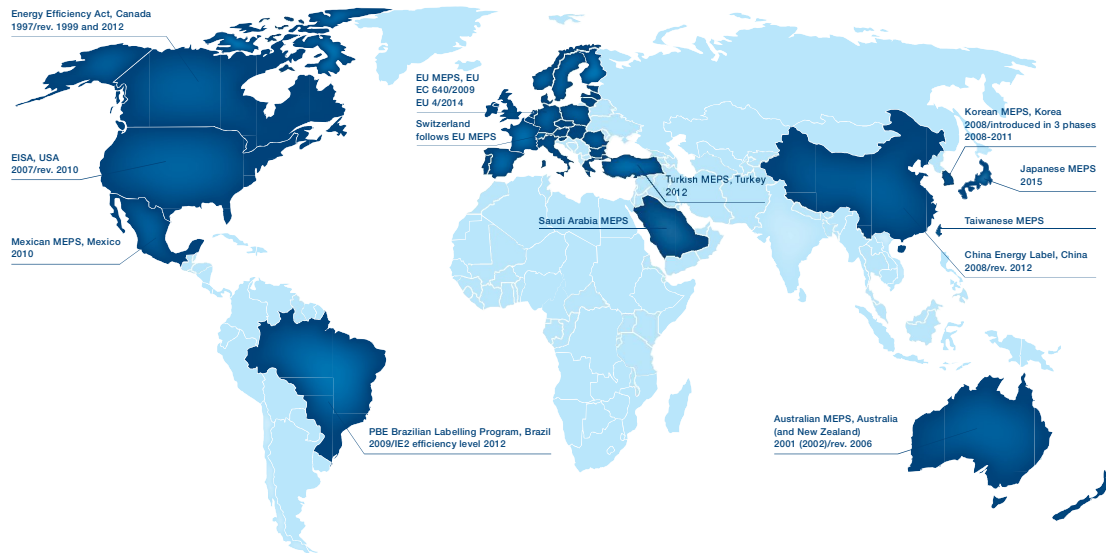 Energy Efficiency Act, Canada
1997/rev. 1999 and 2012
EISA, USA
2007/rev. 2010
Mexican MEPS, Mexico
2010
PBE Brazilian Labelling Program, Brazil
2009/IE2 efficiency level 2012
EU MEPS, EU
EC 640/2009
EU 4/2014
Switzerland
follows EU MEPS
Turkish MEPS, Turkey
2012
Saudi Arabia MEPS
Korean MEPS, Korea
2008/introduced in 3 phases
2008-2011
Japanese MEPS
2015
Taiwanese MEPS
China Energy Label, China
2008/rev. 2012
Australian MEPS, Australia
(and New Zealand)
2001 (2002)/rev. 2006